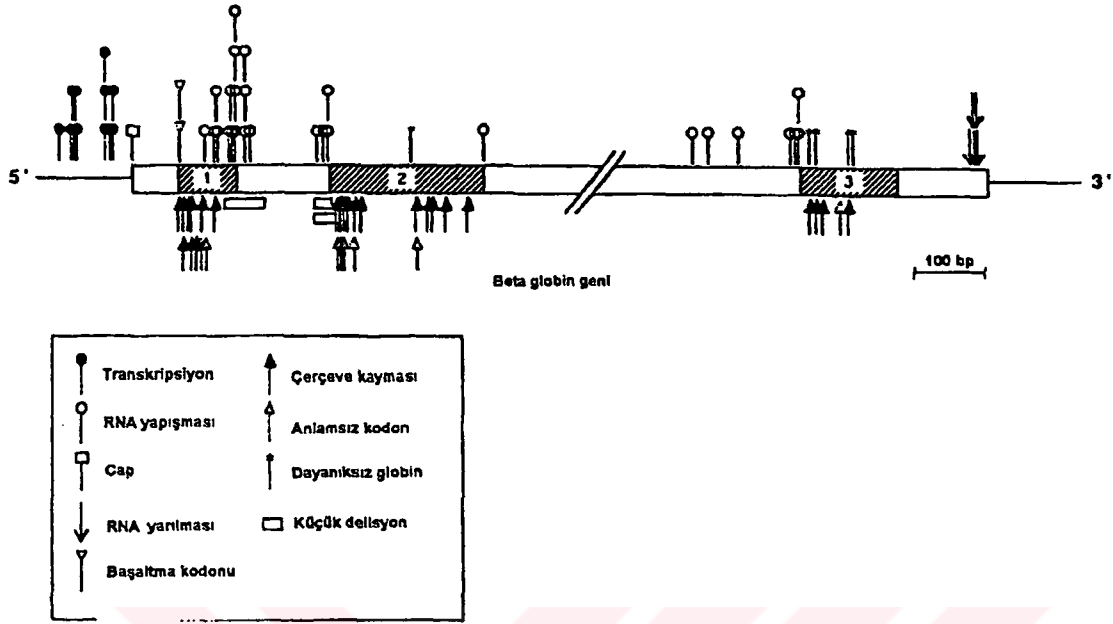 5'
1
2
3
3'
100 bp
Beta globin geni
Transkripsiyon
RNA yapışması
Cap
RNA yarılması
Başaltma kodonu
Çerçeve kayması
Anlamsız kodon
Dayanıksız globin
Küçük delisyon